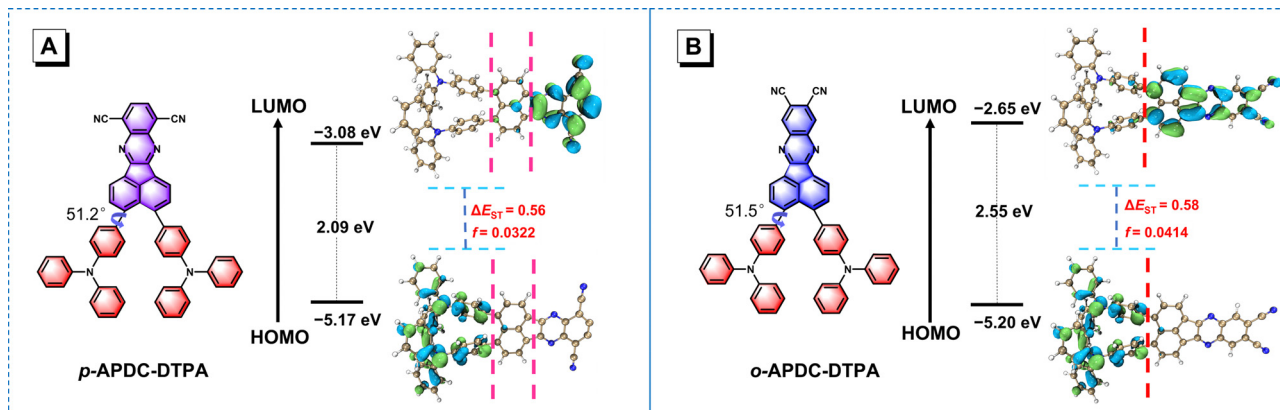 A
NC
CN
N
N
51.2°
N
N
p-APDC-DTPA
LUMO
HOMO
−3.08 eV
2.09 eV
−5.17 eV
ΔE_ST = 0.56
f = 0.0322
B
NC
CN
N
N
51.5°
N
N
o-APDC-DTPA
LUMO
HOMO
−2.65 eV
2.55 eV
−5.20 eV
ΔE_ST = 0.58
f = 0.0414